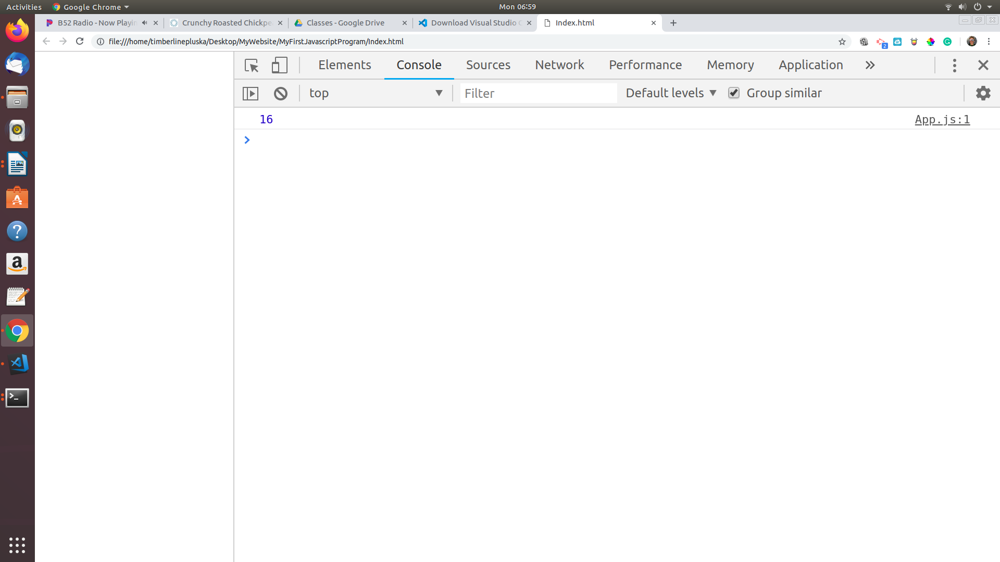 Activities
Google Chrome
Mon 06:59
B52 Radio - Now Playin
Crunchy Roasted Chickpe
Classes - Google Drive
Download Visual Studio C
Index.html
file:///home/timberlinepluska/Desktop/MyWebsite/MyFirstJavascriptProgram/Index.html
2
Elements
Console
Sources
Network
Performance
Memory
Application
top
Filter
Default levels
Group similar
16
App.js:1